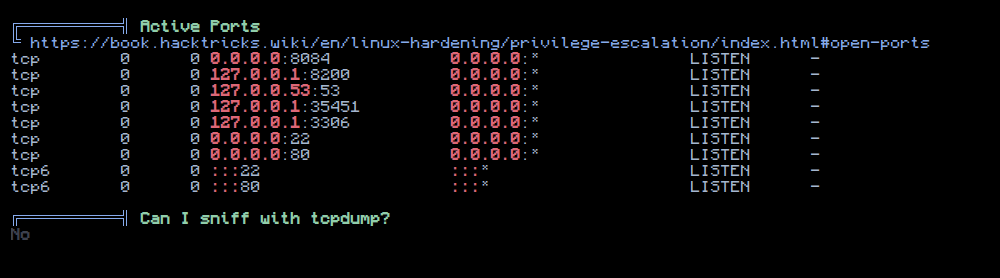 ╔══════════╣ Active Ports
╚ https://book.hacktricks.wiki/en/linux-hardening/privilege-escalation/index.html#open-ports
tcp        0      0 0.0.0.0:8084            0.0.0.0:*               LISTEN      -
tcp        0      0 127.0.0.1:8200          0.0.0.0:*               LISTEN      -
tcp        0      0 127.0.0.53:53           0.0.0.0:*               LISTEN      -
tcp        0      0 127.0.0.1:35451         0.0.0.0:*               LISTEN      -
tcp        0      0 127.0.0.1:3306          0.0.0.0:*               LISTEN      -
tcp        0      0 0.0.0.0:22              0.0.0.0:*               LISTEN      -
tcp        0      0 0.0.0.0:80              0.0.0.0:*               LISTEN      -
tcp6       0      0 :::22                   :::*                    LISTEN      -
tcp6       0      0 :::80                   :::*                    LISTEN      -
╔══════════╣ Can I sniff with tcpdump?
No